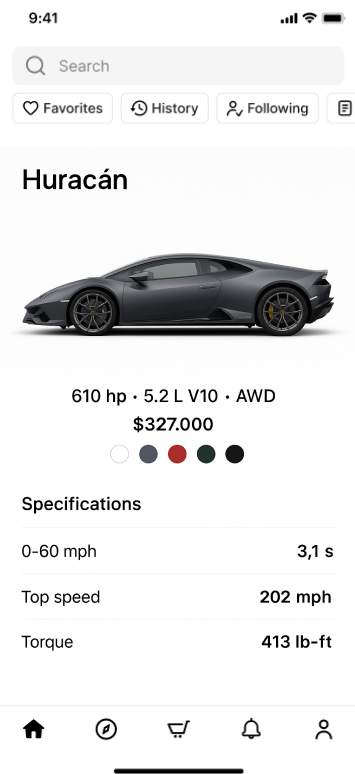 9:41
Search
Favorites History Following
Huracán
610 hp · 5.2 L V10 · AWD
$327.000
Specifications
0-60 mph 3,1 s
Top speed 202 mph
Torque 413 lb-ft